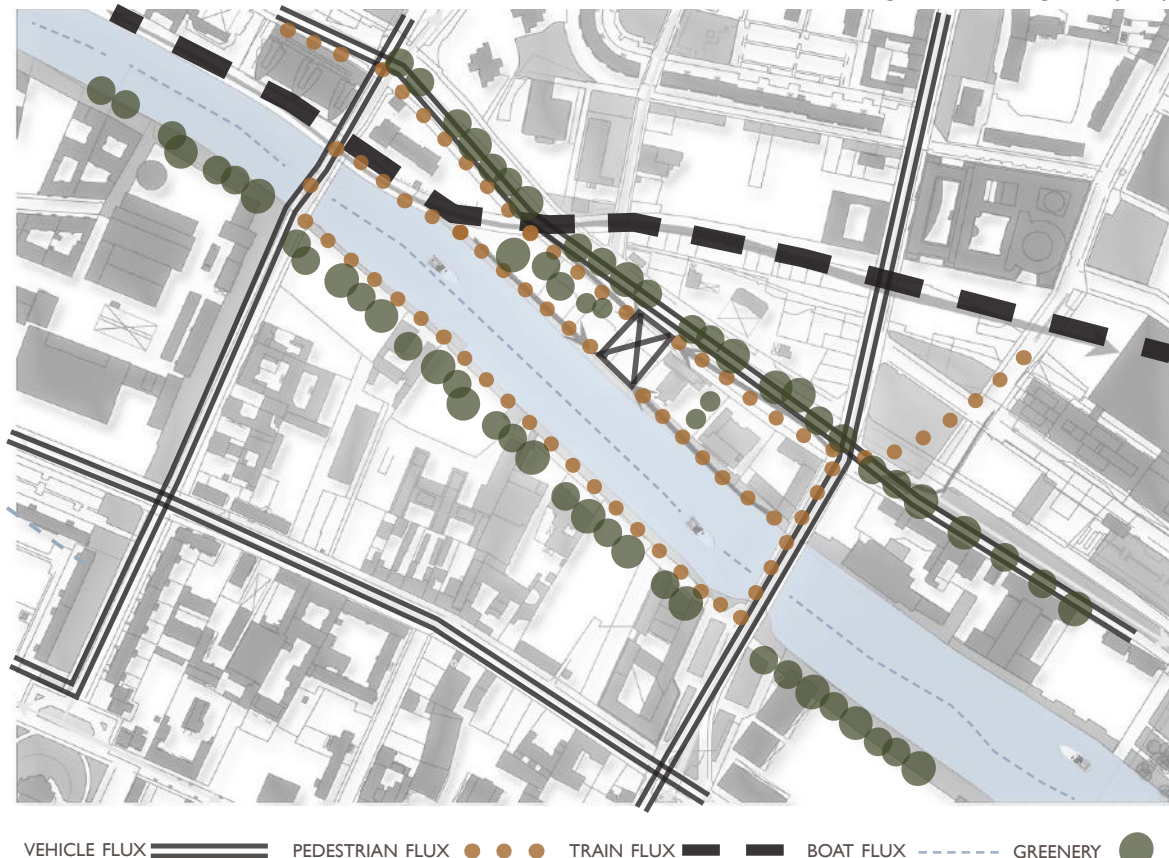 VEHICLE FLUX
PEDESTRIAN FLUX
TRAIN FLUX
BOAT FLUX
GREENERY